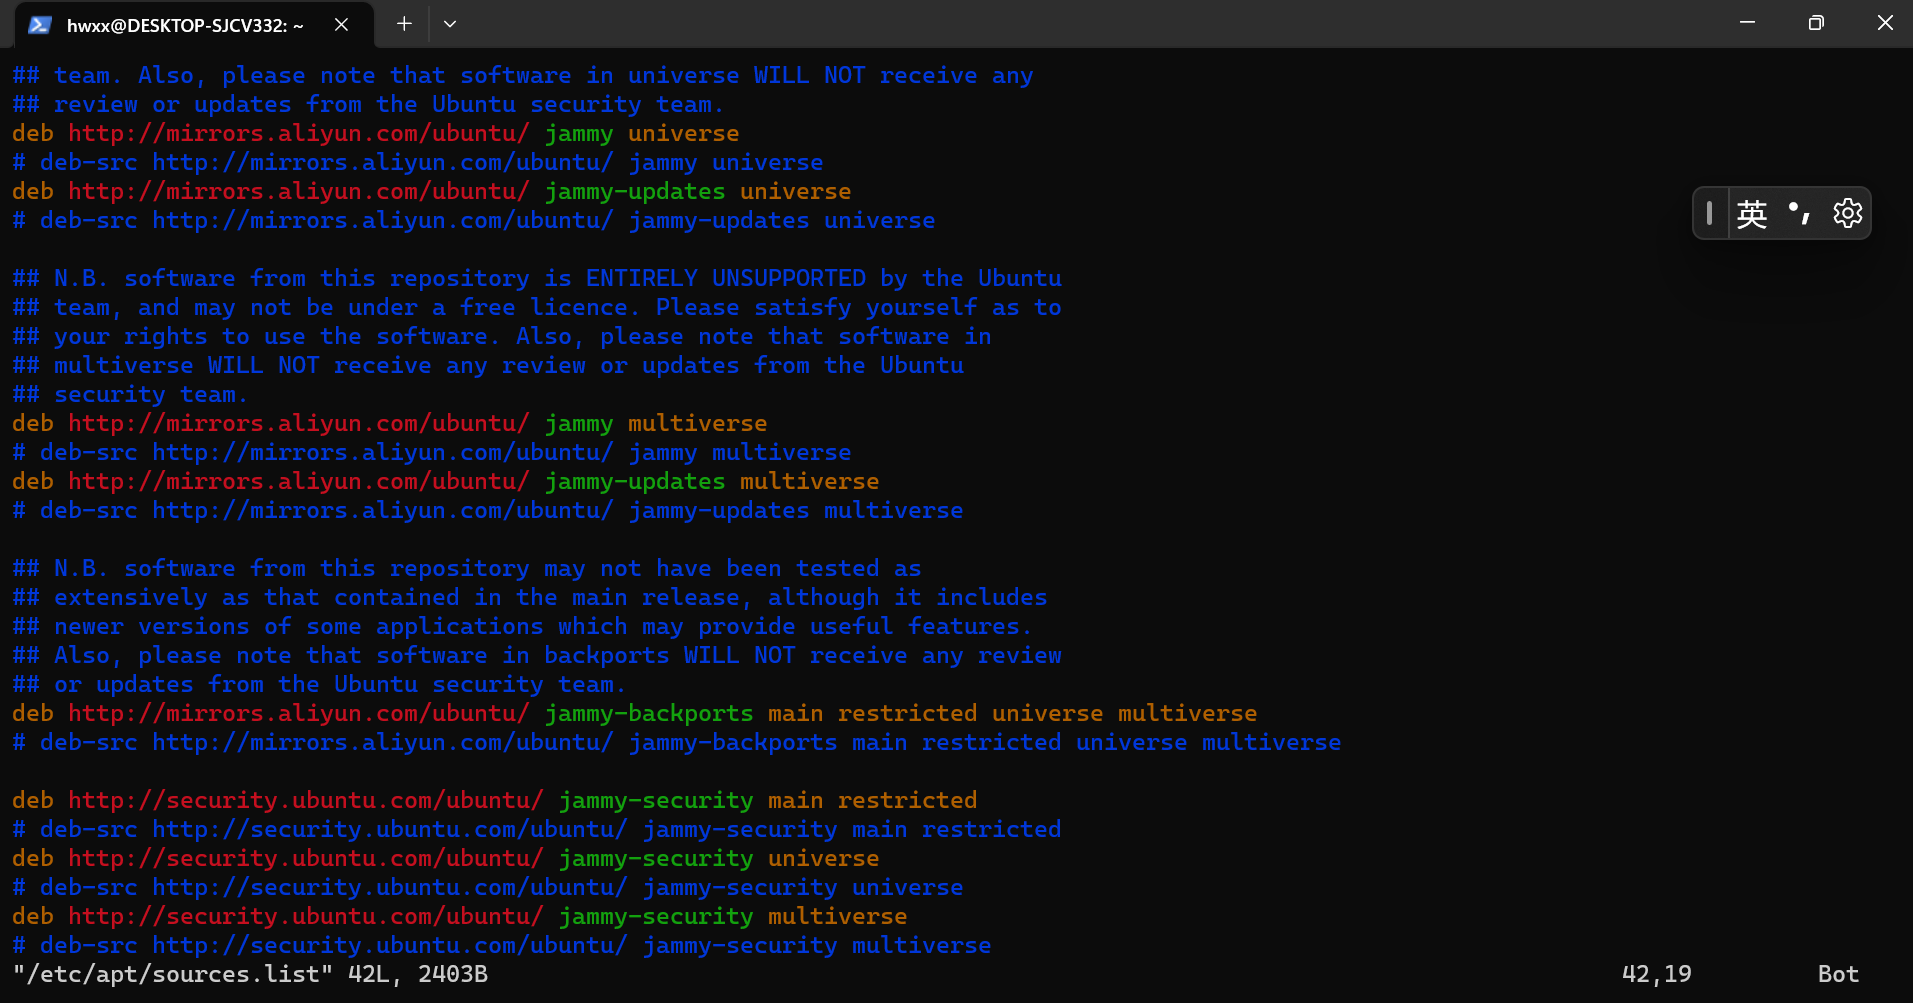 hwxx@DESKTOP-SJCV332: ~
## team. Also, please note that software in universe WILL NOT receive any
## review or updates from the Ubuntu security team.
deb http://mirrors.aliyun.com/ubuntu/ jammy universe
# deb-src http://mirrors.aliyun.com/ubuntu/ jammy universe
deb http://mirrors.aliyun.com/ubuntu/ jammy-updates universe
# deb-src http://mirrors.aliyun.com/ubuntu/ jammy-updates universe
英 •,
## N.B. software from this repository is ENTIRELY UNSUPPORTED by the Ubuntu
## team, and may not be under a free licence. Please satisfy yourself as to
## your rights to use the software. Also, please note that software in
## multiverse WILL NOT receive any review or updates from the Ubuntu
## security team.
deb http://mirrors.aliyun.com/ubuntu/ jammy multiverse
# deb-src http://mirrors.aliyun.com/ubuntu/ jammy multiverse
deb http://mirrors.aliyun.com/ubuntu/ jammy-updates multiverse
# deb-src http://mirrors.aliyun.com/ubuntu/ jammy-updates multiverse
## N.B. software from this repository may not have been tested as
## extensively as that contained in the main release, although it includes
## newer versions of some applications which may provide useful features.
## Also, please note that software in backports WILL NOT receive any review
## or updates from the Ubuntu security team.
deb http://mirrors.aliyun.com/ubuntu/ jammy-backports main restricted universe multiverse
# deb-src http://mirrors.aliyun.com/ubuntu/ jammy-backports main restricted universe multiverse
deb http://security.ubuntu.com/ubuntu/ jammy-security main restricted
# deb-src http://security.ubuntu.com/ubuntu/ jammy-security main restricted
deb http://security.ubuntu.com/ubuntu/ jammy-security universe
# deb-src http://security.ubuntu.com/ubuntu/ jammy-security universe
deb http://security.ubuntu.com/ubuntu/ jammy-security multiverse
# deb-src http://security.ubuntu.com/ubuntu/ jammy-security multiverse
"/etc/apt/sources.list" 42L, 2403B 42,19 Bot